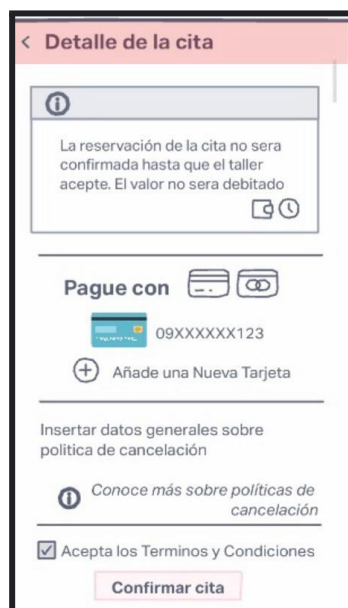 < Detalle de la cita
La reservación de la cita no sera
confirmada hasta que el taller
acepte. El valor no sera debitado
Pague con
09XXXXXX123
Añade una Nueva Tarjeta
Insertar datos generales sobre
politica de cancelación
Conoce más sobre políticas de
cancelación
Acepta los Terminos y Condiciones
Confirmar cita